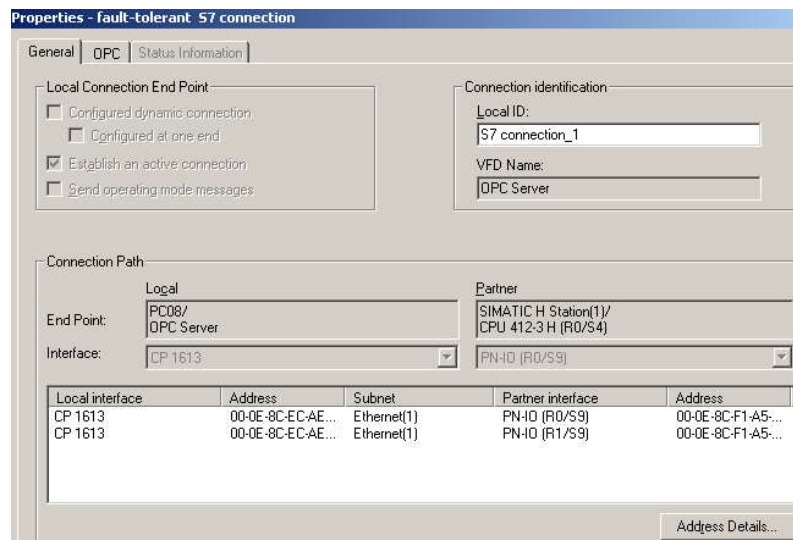 Properties - fault-tolerant S7 connection
General OPC Status Information
Local Connection End Point
Configured dynamic connection
Configured at one end
Establish an active connection
Send operating mode messages
Connection identification
Local ID:
S7 connection_1
VFD Name:
OPC Server
Connection Path
Local Partner
End Point: PC08/ SIMATIC H Station(1)/
OPC Server CPU 412-3 H (R0/S4)
Interface: CP 1613 PN-IO (R0/S9)
Local interface Address Subnet Partner interface Address
CP 1613 00-0E-8C-EC-AE... Ethernet(1) PN-IO (R0/S9) 00-0E-8C-F1-A5-...
CP 1613 00-0E-8C-EC-AE... Ethernet(1) PN-IO (R1/S9) 00-0E-8C-F1-A5-...
Address Details...